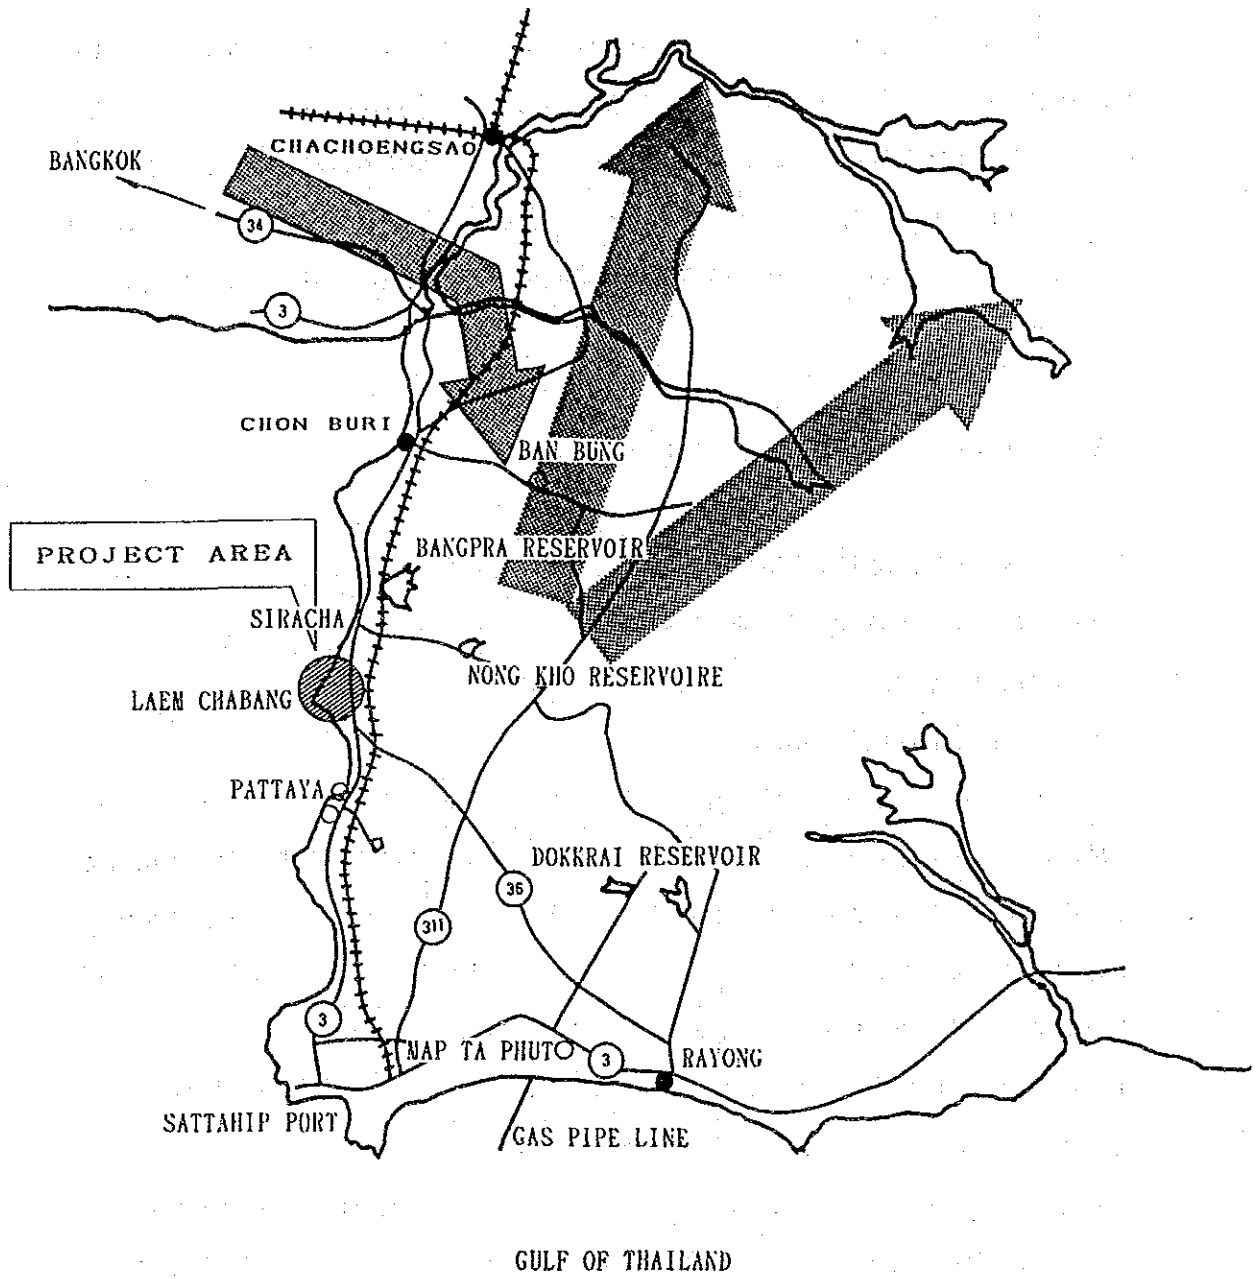 CHACHOENGSAO
BANGKOK
34
3
CHON BURI
BAN BUNG
PROJECT AREA
BANGPRA RESERVOIR
SIRACHA
NONG KHO RESERVOIRE
LAEM CHABANG
PATTAYA
DOKKRAI RESERVOIR
36
311
3
MAP TA PHUT
3
RAYONG
SATTAHIP PORT
GAS PIPE LINE
GULF OF THAILAND